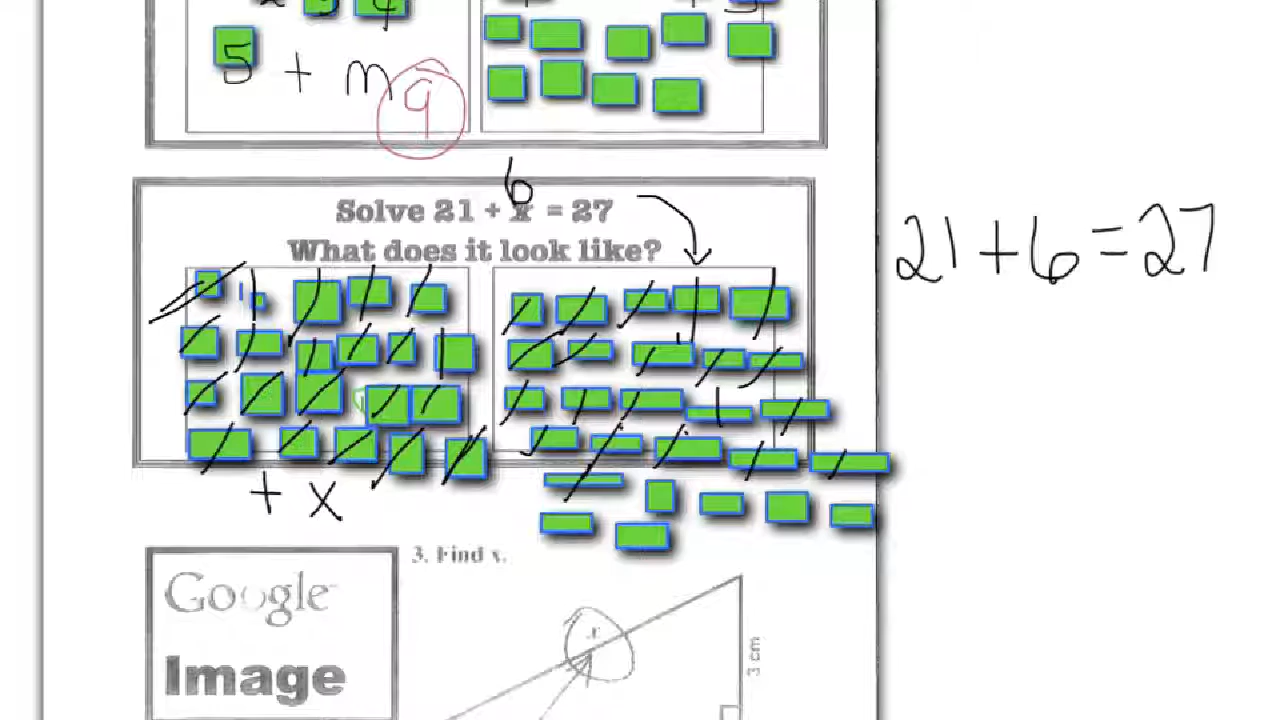 5 + m 9
6
Solve 21 + x = 27
What does it look like?
21+6=27
+ x
3. Find x.
Google
Image
x
3 cm